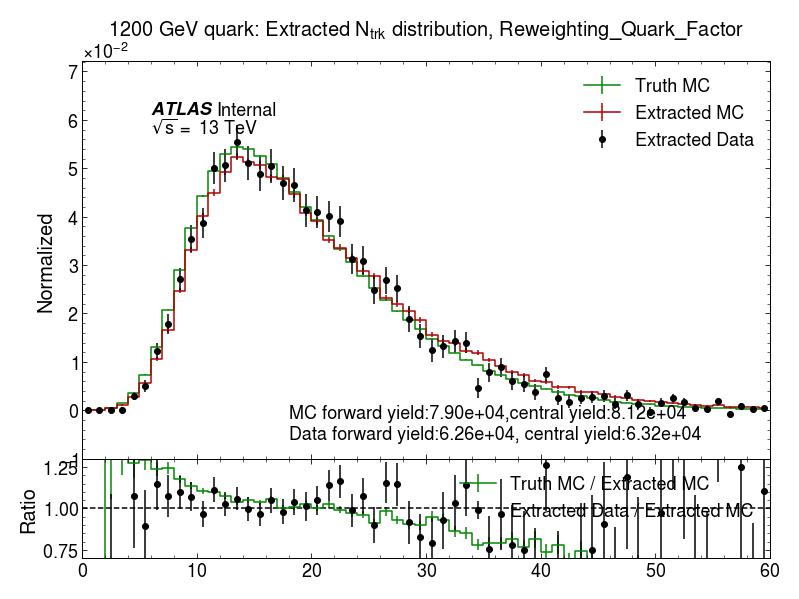 1200 GeV quark: Extracted N_trk distribution, Reweighting_Quark_Factor
×10⁻²
7
ATLAS Internal
√s = 13 TeV
Truth MC
Extracted MC
Extracted Data
6
5
4
3
2
1
0
1
Normalized
MC forward yield:7.90e+04,central yield:8.12e+04
Data forward yield:6.26e+04, central yield:6.32e+04
1.25
1.00
0.75
Ratio
Truth MC / Extracted MC
Extracted Data / Extracted MC
0 10 20 30 40 50 60